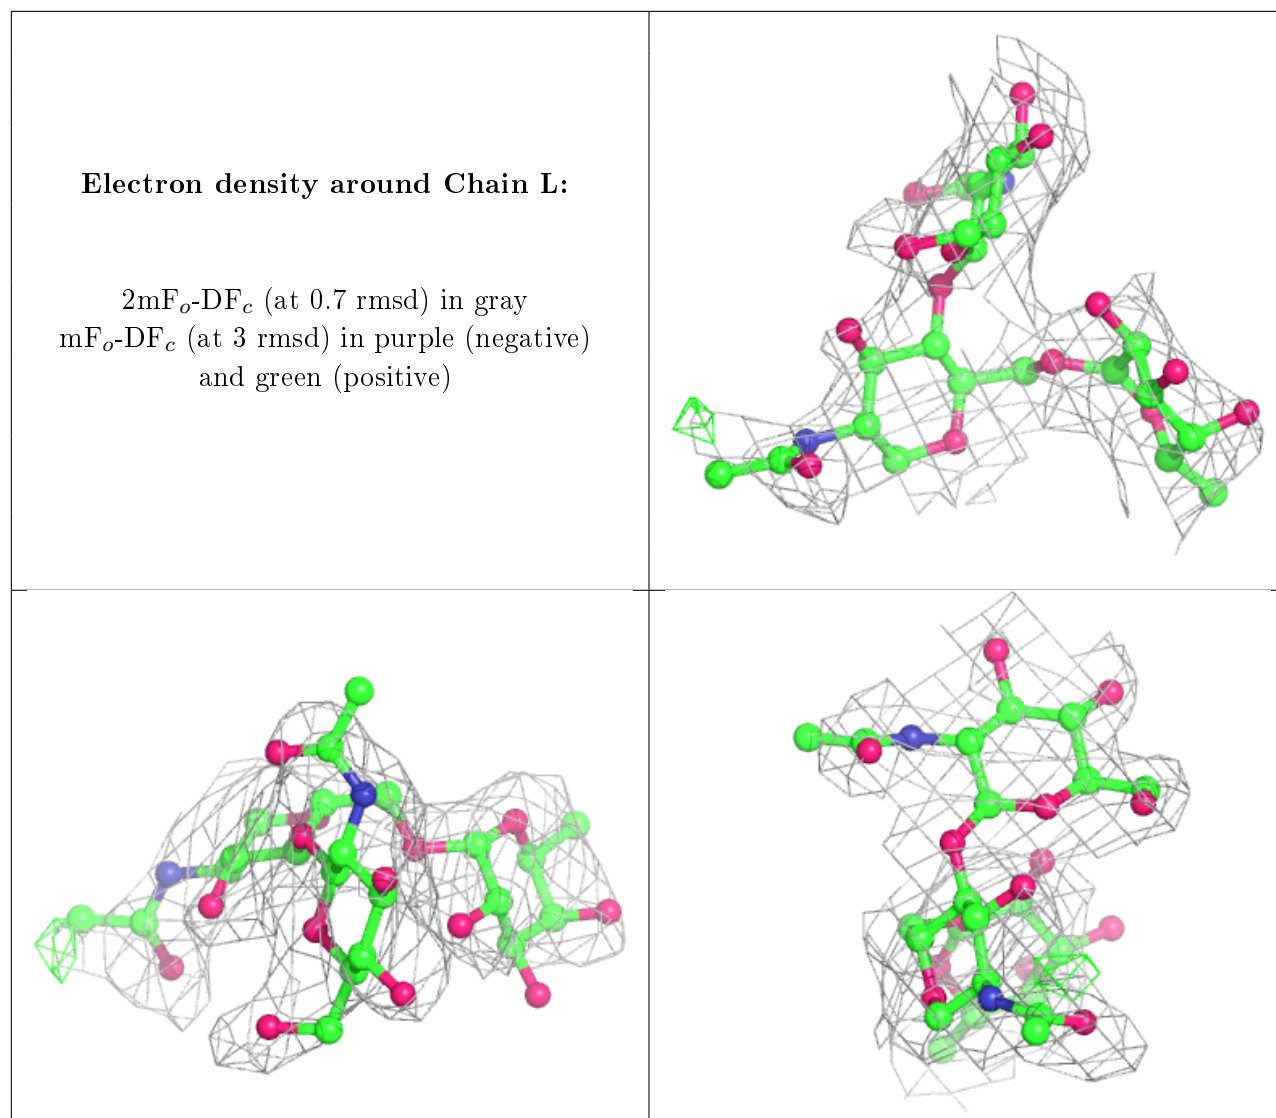 Electron density around Chain L:
2mFo-DFc (at 0.7 rmsd) in gray
mFo-DFc (at 3 rmsd) in purple (negative)
and green (positive)